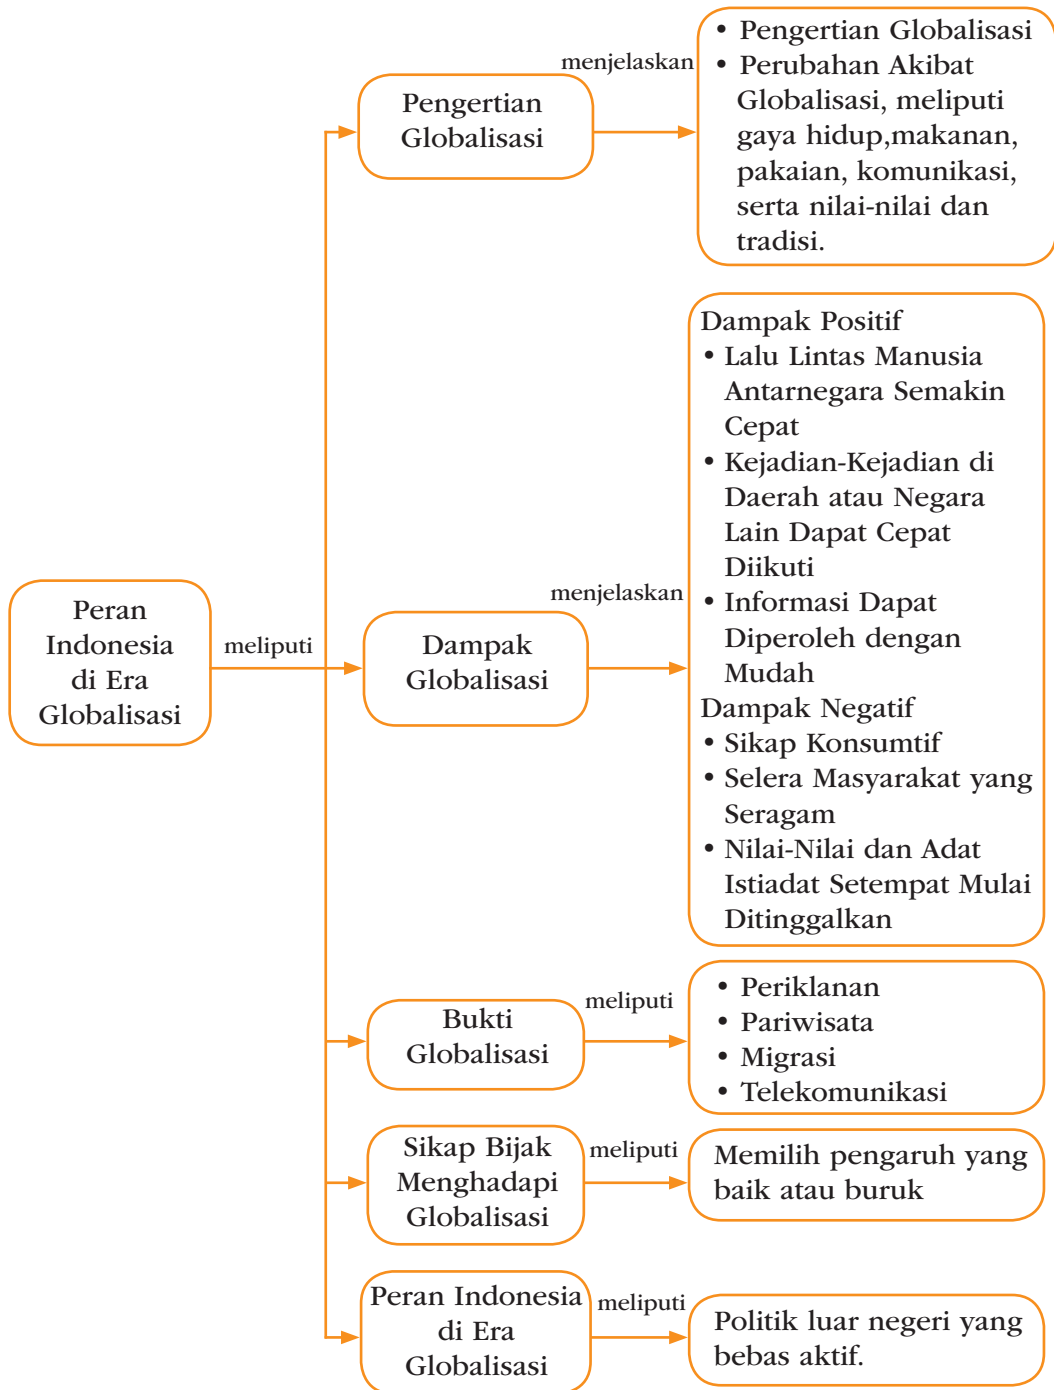 Peran
Indonesia
di Era
Globalisasi
meliputi
Pengertian
Globalisasi
menjelaskan
• Pengertian Globalisasi
• Perubahan Akibat
Globalisasi, meliputi
gaya hidup,makanan,
pakaian, komunikasi,
serta nilai-nilai dan
tradisi.
Dampak
Globalisasi
menjelaskan
Dampak Positif
• Lalu Lintas Manusia
Antarnegara Semakin
Cepat
• Kejadian-Kejadian di
Daerah atau Negara
Lain Dapat Cepat
Diikuti
• Informasi Dapat
Diperoleh dengan
Mudah
Dampak Negatif
• Sikap Konsumtif
• Selera Masyarakat yang
Seragam
• Nilai-Nilai dan Adat
Istiadat Setempat Mulai
Ditinggalkan
Bukti
Globalisasi
meliputi
• Periklanan
• Pariwisata
• Migrasi
• Telekomunikasi
Sikap Bijak
Menghadapi
Globalisasi
meliputi
Memilih pengaruh yang
baik atau buruk
Peran Indonesia
di Era
Globalisasi
meliputi
Politik luar negeri yang
bebas aktif.